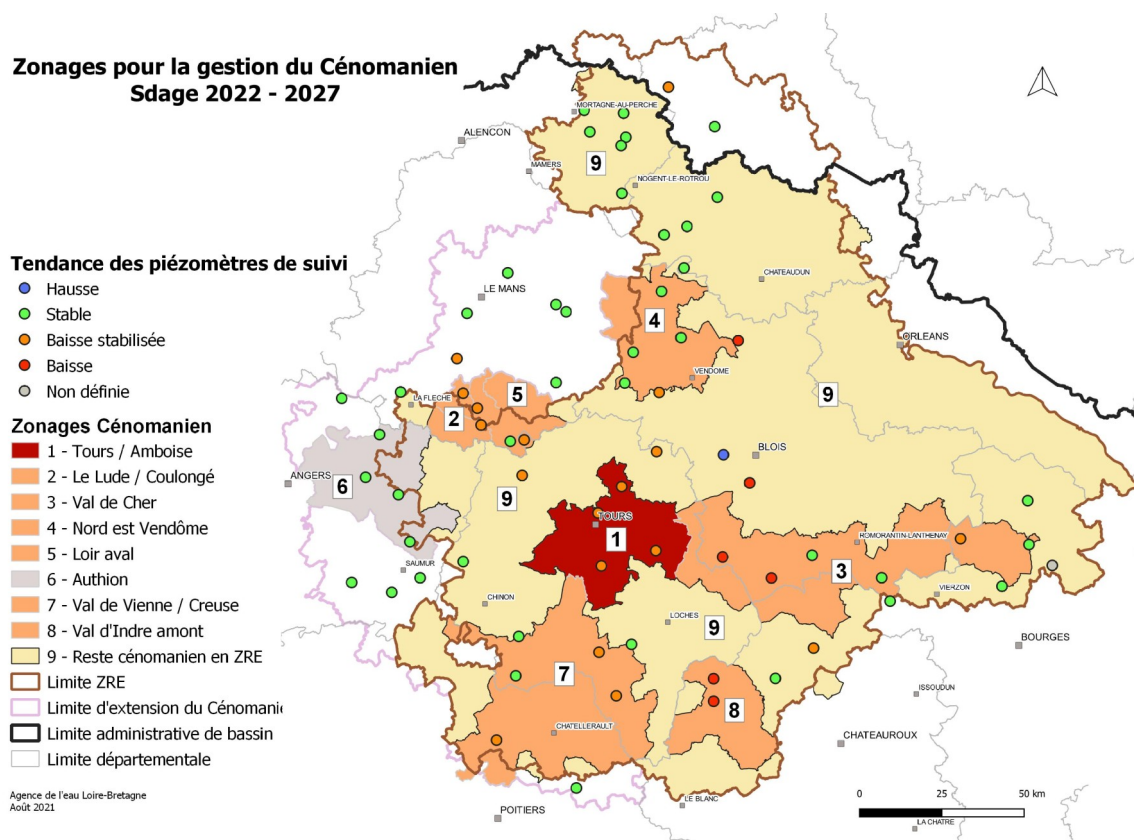 Zonages pour la gestion du Cénomanien
Sdage 2022 - 2027
MORTAGNE-AU-PERCHE
ALENCON
MAMERS
9
NOGENT-LE-ROTROU
Tendance des piézomètres de suivi
Hausse
Stable
Baisse stabilisée
Baisse
Non définie
LE MANS
CHATEAUDUN
4
ORLEANS
VENDOME
5
LA FLECHE
2
9
BLOIS
Zonages Cénomanien
1 - Tours / Amboise
2 - Le Lude / Coulongé
3 - Val de Cher
4 - Nord est Vendôme
5 - Loir aval
6 - Authion
7 - Val de Vienne / Creuse
8 - Val d'Indre amont
9 - Reste cénomanien en ZRE
Limite ZRE
Limite d'extension du Cénomani
Limite administrative de bassin
Limite départementale
ANGERS
6
9
TOURS
1
ROMORANTIN-LANTHENAY
3
SAUMUR
VIERZON
CHINON
LOCHES
9
BOURGES
7
ISSOUDUN
8
CHATELLERAULT
CHATEAUROUX
LE BLANC
POITIERS
0 25 50 km
LA CHATRE
Agence de l'eau Loire-Bretagne
Août 2021